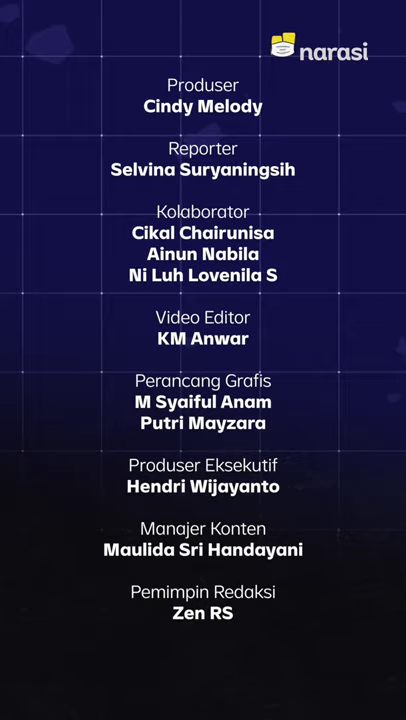 narasi
Produser
Cindy Melody
Reporter
Selvina Suryaningsih
Kolaborator
Cikal Chairunisa
Ainun Nabila
Ni Luh Lovenila S
Video Editor
KM Anwar
Perancang Grafis
M Syaiful Anam
Putri Mayzara
Produser Eksekutif
Hendri Wijayanto
Manajer Konten
Maulida Sri Handayani
Pemimpin Redaksi
Zen RS